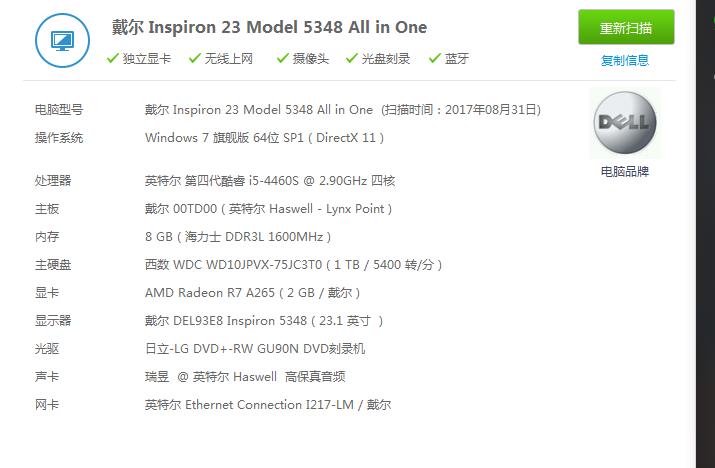 戴尔 Inspiron 23 Model 5348 All in One
重新扫描
独立显卡 无线上网 摄像头 光盘刻录 蓝牙
复制信息
电脑型号 戴尔 Inspiron 23 Model 5348 All in One (扫描时间：2017年08月31日)
DELL
操作系统 Windows 7 旗舰版 64位 SP1 ( DirectX 11 )
电脑品牌
处理器 英特尔 第四代酷睿 i5-4460S @ 2.90GHz 四核
主板 戴尔 00TD00 ( 英特尔 Haswell - Lynx Point )
内存 8 GB ( 海力士 DDR3L 1600MHz )
主硬盘 西数 WDC WD10JPVX-75JC3T0 ( 1 TB / 5400 转/分 )
显卡 AMD Radeon R7 A265 ( 2 GB / 戴尔 )
显示器 戴尔 DEL93E8 Inspiron 5348 ( 23.1 英寸 )
光驱 日立-LG DVD+-RW GU90N DVD刻录机
声卡 瑞昱 @ 英特尔 Haswell 高保真音频
网卡 英特尔 Ethernet Connection I217-LM / 戴尔